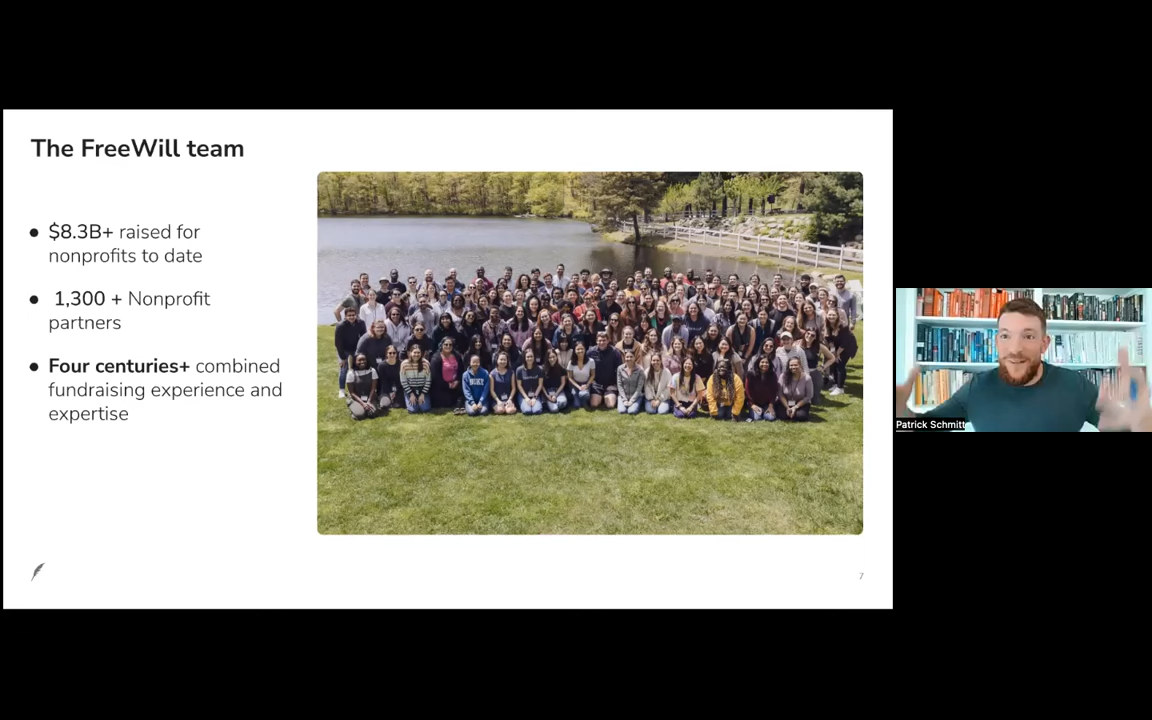 The FreeWill team
● $8.3B+ raised for
nonprofits to date
● 1,300 + Nonprofit
partners
● Four centuries+ combined
fundraising experience and
expertise
7
Patrick Schmitt